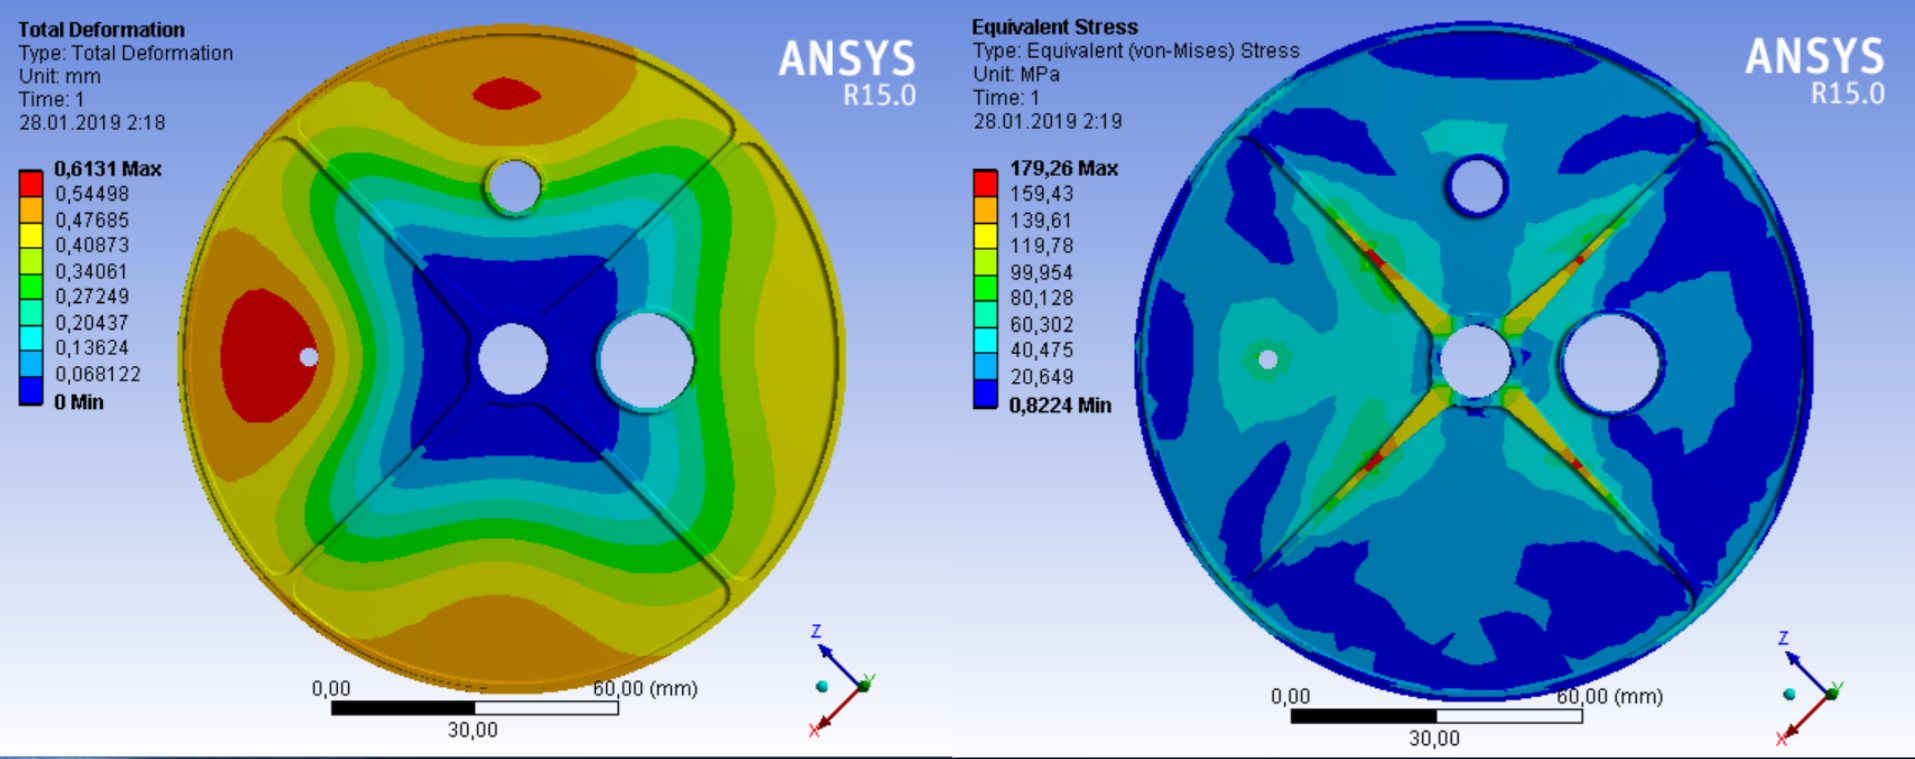 Total Deformation
Type: Total Deformation
Unit: mm
Time: 1
28.01.2019 2:18
0,6131 Max
0,54498
0,47685
0,40873
0,34061
0,27249
0,20437
0,13624
0,068122
0 Min
ANSYS
R15.0
0,00
60,00 (mm)
30,00
Z
Y
X
Equivalent Stress
Type: Equivalent (von-Mises) Stress
Unit: MPa
Time: 1
28.01.2019 2:19
179,26 Max
159,43
139,61
119,78
99,954
80,128
60,302
40,475
20,649
0,8224 Min
ANSYS
R15.0
0,00
60,00 (mm)
30,00
Z
Y
X